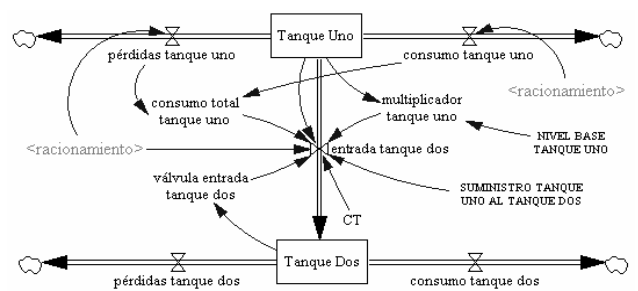 Tanque Uno
pérdidas tanque uno
consumo tanque uno
<racionamiento>
consumo total
tanque uno
multiplicador
tanque uno
<racionamiento>
entrada tanque dos
NIVEL BASE
TANQUE UNO
válvula entrada
tanque dos
SUMINISTRO TANQUE
UNO AL TANQUE DOS
CT
Tanque Dos
pérdidas tanque dos
consumo tanque dos